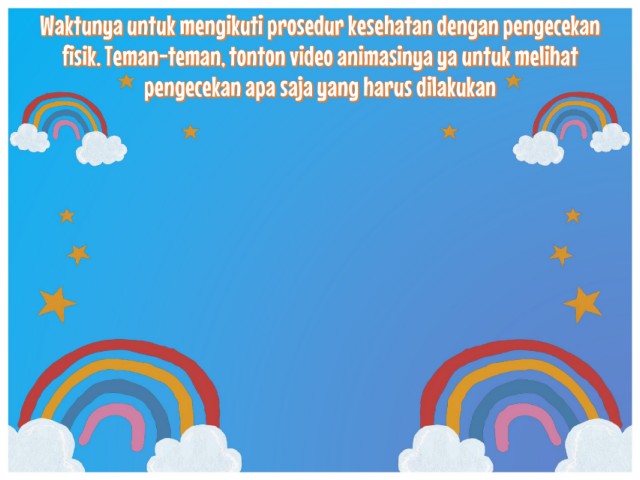 Waktunya untuk mengikuti prosedur kesehatan dengan pengecekan
fisik. Teman-teman, tonton video animasinya ya untuk melihat
pengecekan apa saja yang harus dilakukan